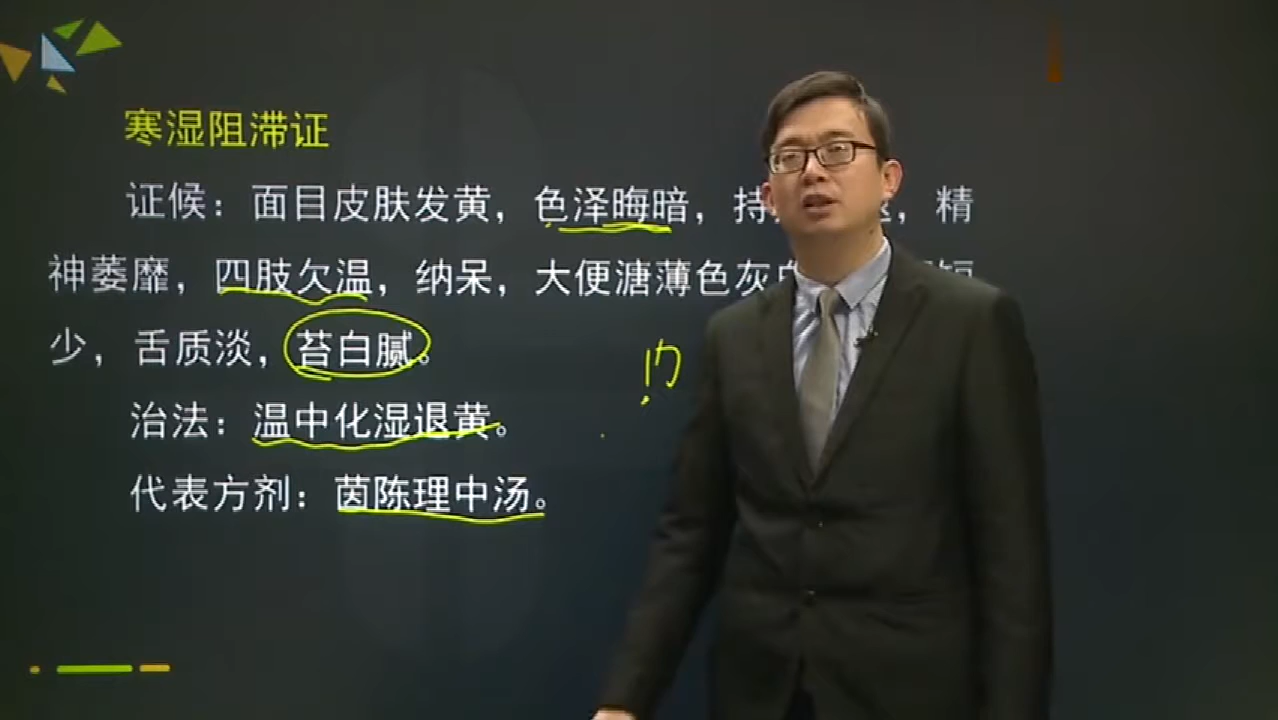 寒湿阻滞证
证候：面目皮肤发黄，色泽晦暗，持，精
神萎靡，四肢欠温，纳呆，大便溏薄色灰
少，舌质淡，苔白腻。
治法：温中化湿退黄。
代表方剂：茵陈理中汤。